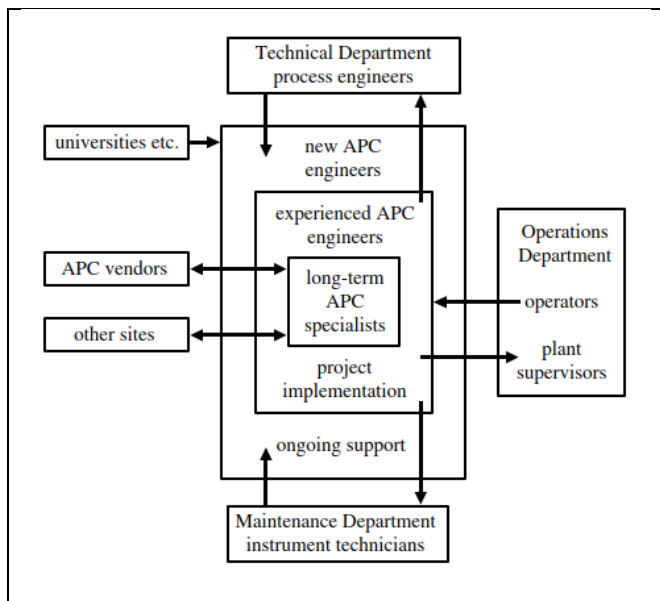 Technical Department
process engineers
universities etc.
new APC
engineers
experienced APC
engineers
Operations
Department
APC vendors
long-term
APC
specialists
operators
other sites
plant
supervisors
project
implementation
ongoing support
Maintenance Department
instrument technicians